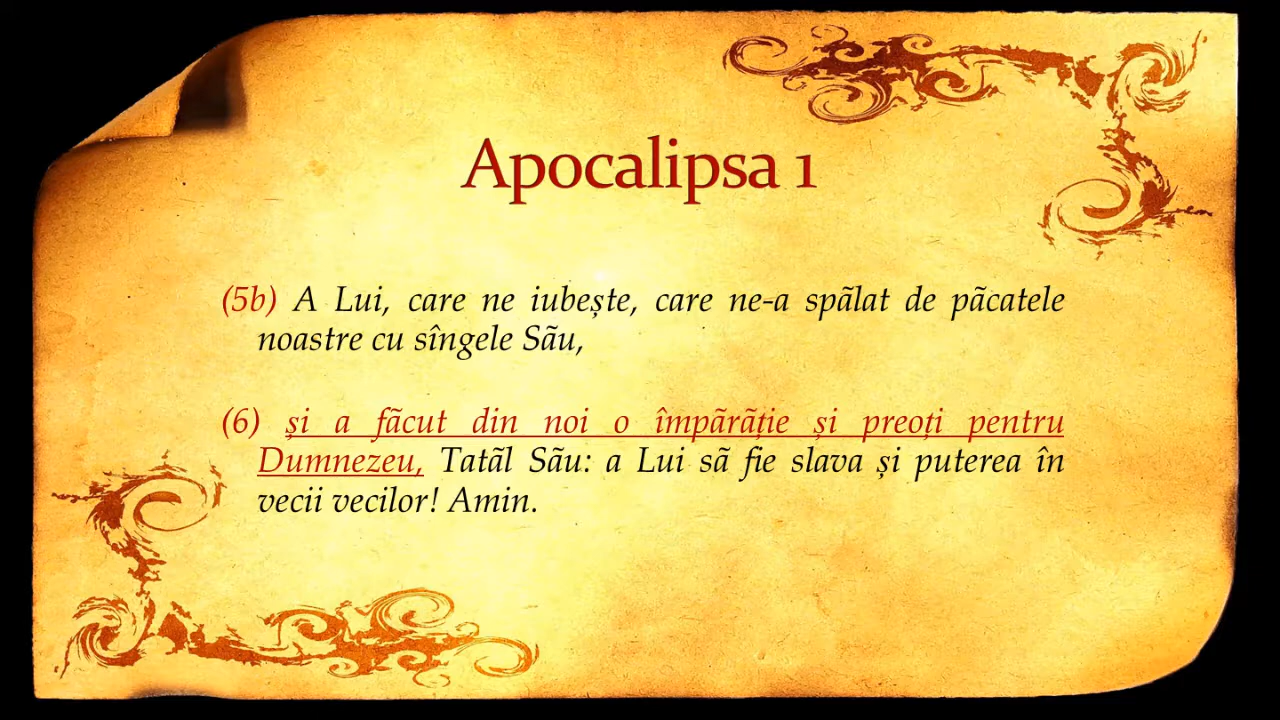 Apocalipsa 1
(5b) A Lui, care ne iubește, care ne-a spãlat de pãcatele
noastre cu sîngele Sãu,
(6) și a fãcut din noi o împãrãție și preoți pentru
Dumnezeu, Tatãl Sãu: a Lui sã fie slava și puterea în
vecii vecilor! Amin.